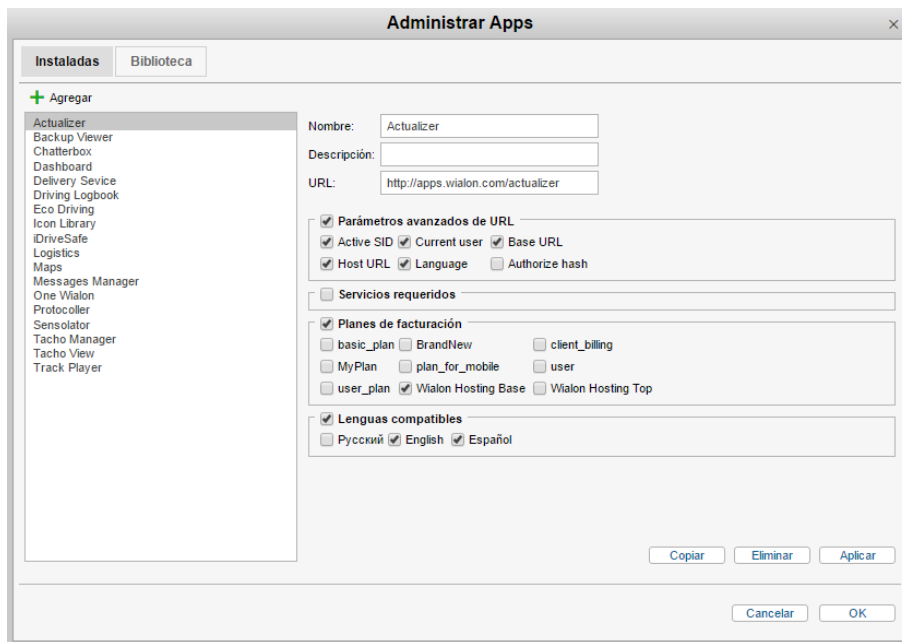 Administrar Apps
Instaladas
Biblioteca
Agregar
Actualizer
Backup Viewer
Chatterbox
Dashboard
Delivery Sevice
Driving Logbook
Eco Driving
Icon Library
iDriveSafe
Logistics
Maps
Messages Manager
One Wialon
Protocoller
Sensolator
Tacho Manager
Tacho View
Track Player
Nombre: Actualizer
Descripción:
URL: http://apps.wialon.com/actualizer
Parámetros avanzados de URL
Active SID Current user Base URL
Host URL Language Authorize hash
Servicios requeridos
Planes de facturación
basic_plan BrandNew client_billing
MyPlan plan_for_mobile user
user_plan Wialon Hosting Base Wialon Hosting Top
Lenguas compatibles
Русский English Español
Copiar Eliminar Aplicar
Cancelar OK